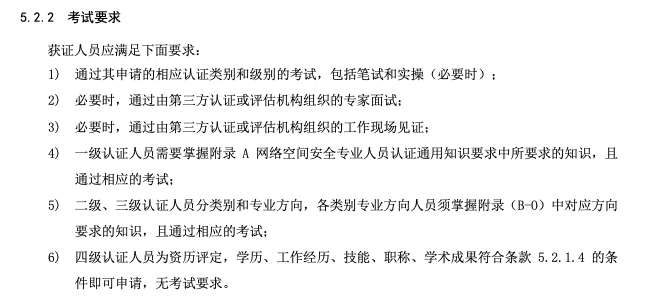 5.2.2 考试要求
获证人员应满足下面要求：
1) 通过其申请的相应认证类别和级别的考试，包括笔试和实操（必要时）；
2) 必要时，通过由第三方认证或评估机构组织的专家面试；
3) 必要时，通过由第三方认证或评估机构组织的工作现场见证；
4) 一级认证人员需要掌握附录 A 网络空间安全专业人员认证通用知识要求中所要求的知识，且
通过相应的考试；
5) 二级、三级认证人员分类别和专业方向，各类别专业方向人员须掌握附录（B-O）中对应方向
要求的知识，且通过相应的考试；
6) 四级认证人员为资历评定，学历、工作经历、技能、职称、学术成果符合条款 5.2.1.4 的条
件即可申请，无考试要求。